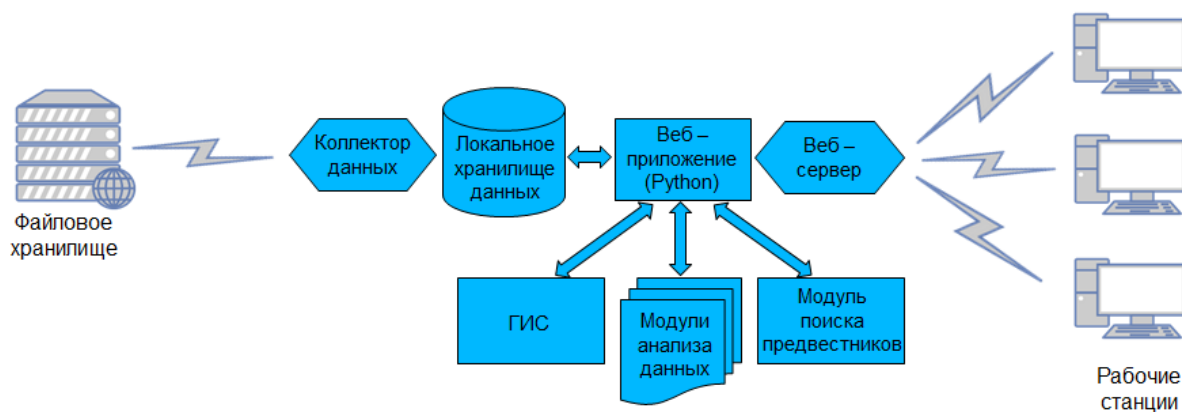 Файловое
хранилище
Коллектор
данных
Локальное
хранилище
данных
Веб –
приложение
(Python)
Веб –
сервер
ГИС
Модули
анализа
данных
Модуль
поиска
предвестников
Рабочие
станции